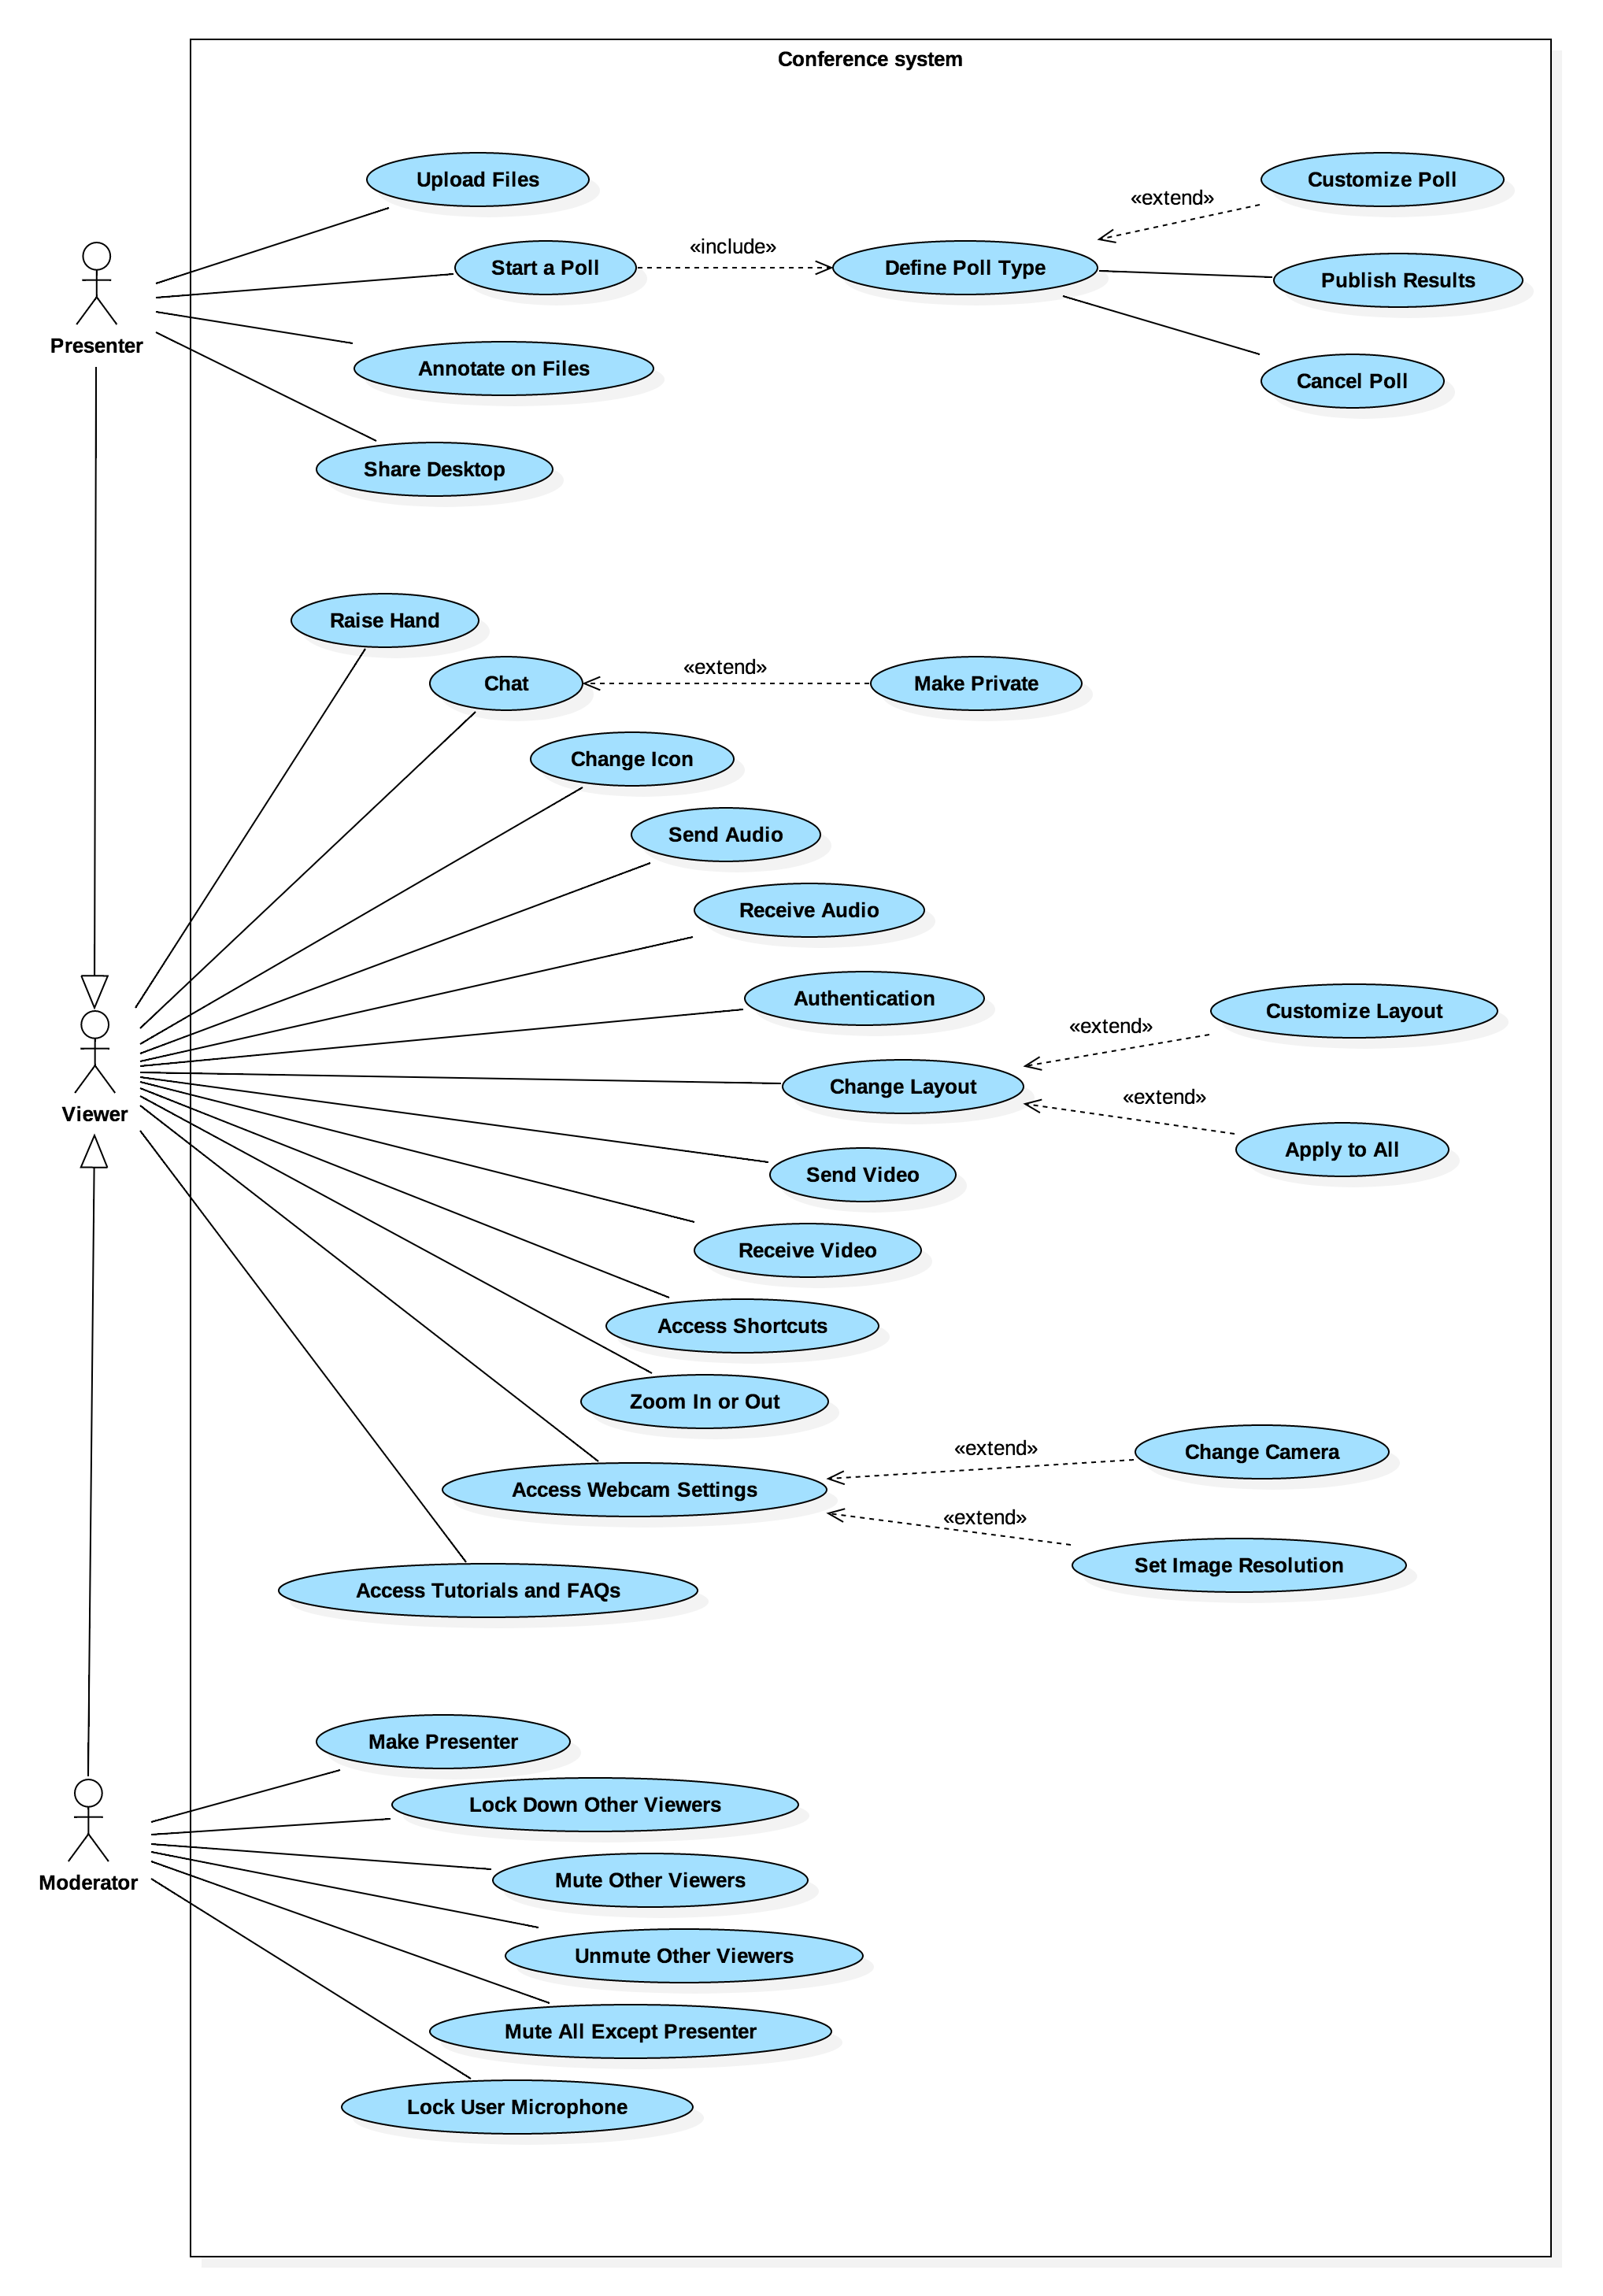 Conference system
Upload Files
Customize Poll
«extend»
«include»
Start a Poll
Define Poll Type
Publish Results
Presenter
Annotate on Files
Cancel Poll
Share Desktop
Raise Hand
«extend»
Chat
Make Private
Change Icon
Send Audio
Receive Audio
Authentication
Customize Layout
«extend»
Change Layout
«extend»
Viewer
Apply to All
Send Video
Receive Video
Access Shortcuts
Zoom In or Out
«extend»
Change Camera
Access Webcam Settings
«extend»
Set Image Resolution
Access Tutorials and FAQs
Make Presenter
Lock Down Other Viewers
Moderator
Mute Other Viewers
Unmute Other Viewers
Mute All Except Presenter
Lock User Microphone